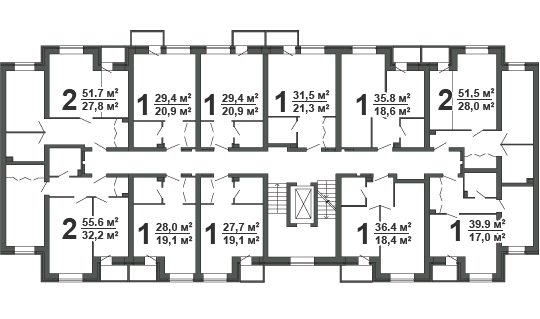 2 51.7 м² 27,8 м²
1 29,4 м² 20,9 м²
1 29,4 м² 20,9 м²
1 31,5 м² 21,3 м²
1 35.8 м² 18,6 м²
2 51,5 м² 28,0 м²
2 55.6 м² 32,2 м²
1 28,0 м² 19,1 м²
1 27,7 м² 19,1 м²
1 36.4 м² 18,4 м²
1 39.9 м² 17,0 м²